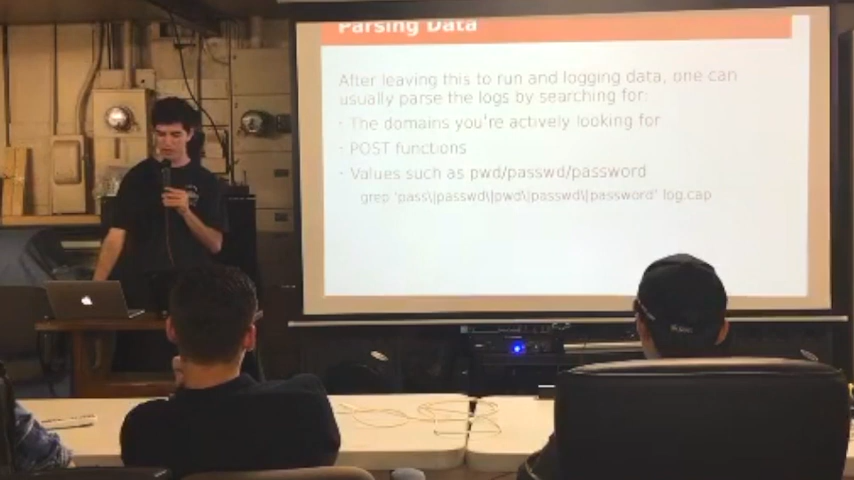 Parsing Data
After leaving this to run and logging data, one can
usually parse the logs by searching for:
· The domains you're actively looking for
· POST functions
· Values such as pwd/passwd/password
grep 'pass\|passwd\|pwd\|passwd\|password' log.cap